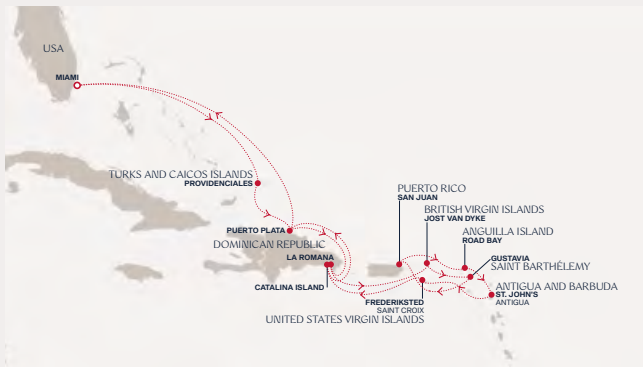 USA
MIAMI
TURKS AND CAICOS ISLANDS
PROVIDENCIALES
PUERTO PLATA
DOMINICAN REPUBLIC
LA ROMANA
CATALINA ISLAND
PUERTO RICO
SAN JUAN
BRITISH VIRGIN ISLANDS
JOST VAN DYKE
ANGUILLA ISLAND
ROAD BAY
GUSTAVIA
SAINT BARTHÉLEMY
ANTIGUA AND BARBUDA
ST. JOHN'S
ANTIGUA
FREDERIKSTED
SAINT CROIX
UNITED STATES VIRGIN ISLANDS